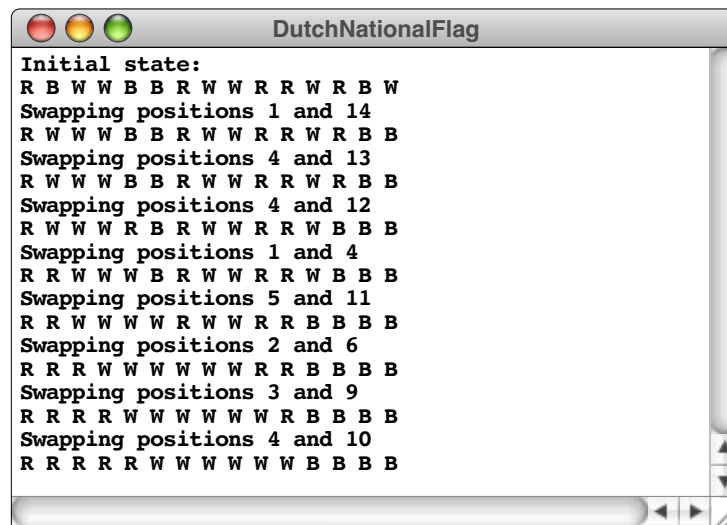 DutchNationalFlag
Initial state:
R B W W B B R W W R R W R B W
Swapping positions 1 and 14
R W W W B B R W W R R W R B B
Swapping positions 4 and 13
R W W W B B R W W R R W R B B
Swapping positions 4 and 12
R W W W R B R W W R R W B B B
Swapping positions 1 and 4
R R W W W B R W W R R W B B B
Swapping positions 5 and 11
R R W W W W R W W R R B B B B
Swapping positions 2 and 6
R R R W W W W W W R R B B B B
Swapping positions 3 and 9
R R R R W W W W W W R B B B B
Swapping positions 4 and 10
R R R R R W W W W W W B B B B